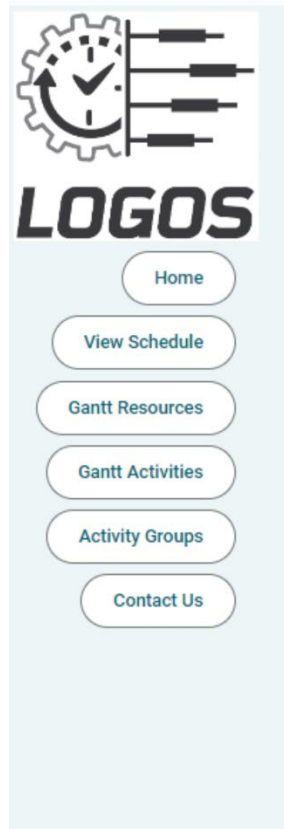 LOGOS
Home
View Schedule
Gantt Resources
Gantt Activities
Activity Groups
Contact Us